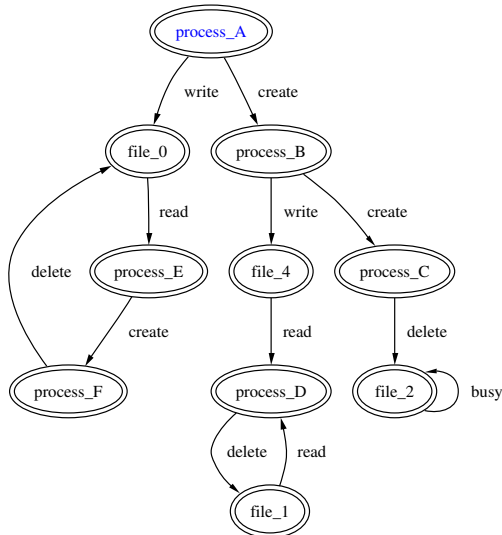 process_A
write
create
file_0
process_B
read
write
create
delete
process_E
file_4
process_C
create
read
delete
process_F
process_D
file_2
busy
delete
read
file_1